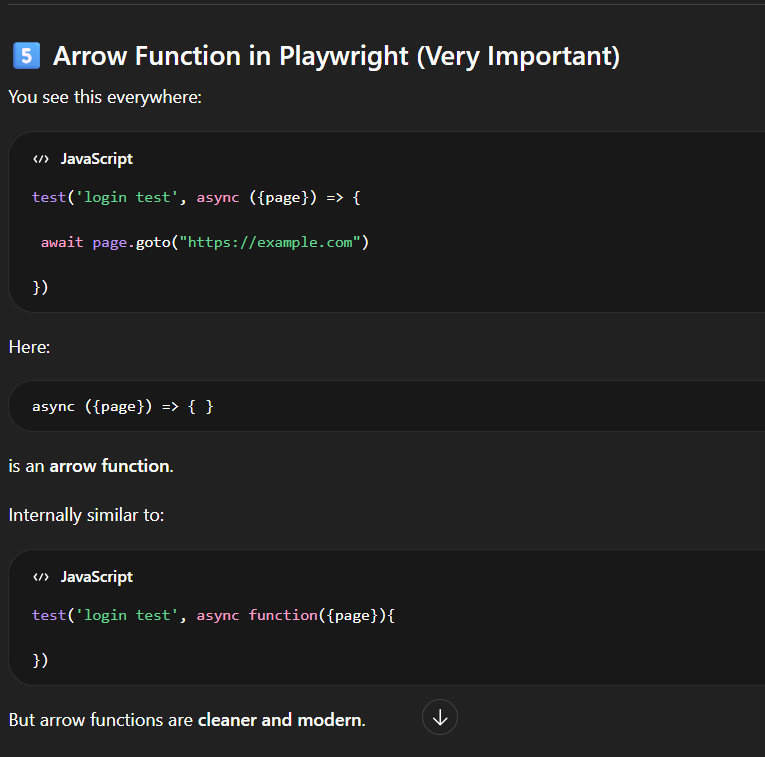 5 Arrow Function in Playwright (Very Important)
You see this everywhere:
</> JavaScript
test('login test', async ({page}) => {
await page.goto("https://example.com")
})
Here:
async ({page}) => { }
is an arrow function.
Internally similar to:
</> JavaScript
test('login test', async function({page}){
})
But arrow functions are cleaner and modern.